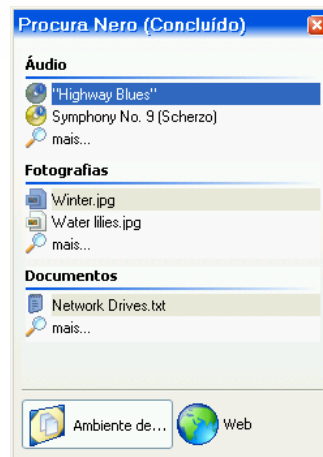 Procura Nero (Concluído)
Áudio
"Highway Blues"
Symphony No. 9 (Scherzo)
mais...
Fotografias
Winter.jpg
Water lilies.jpg
mais...
Documentos
Network Drives.txt
mais...
Ambiente de... Web